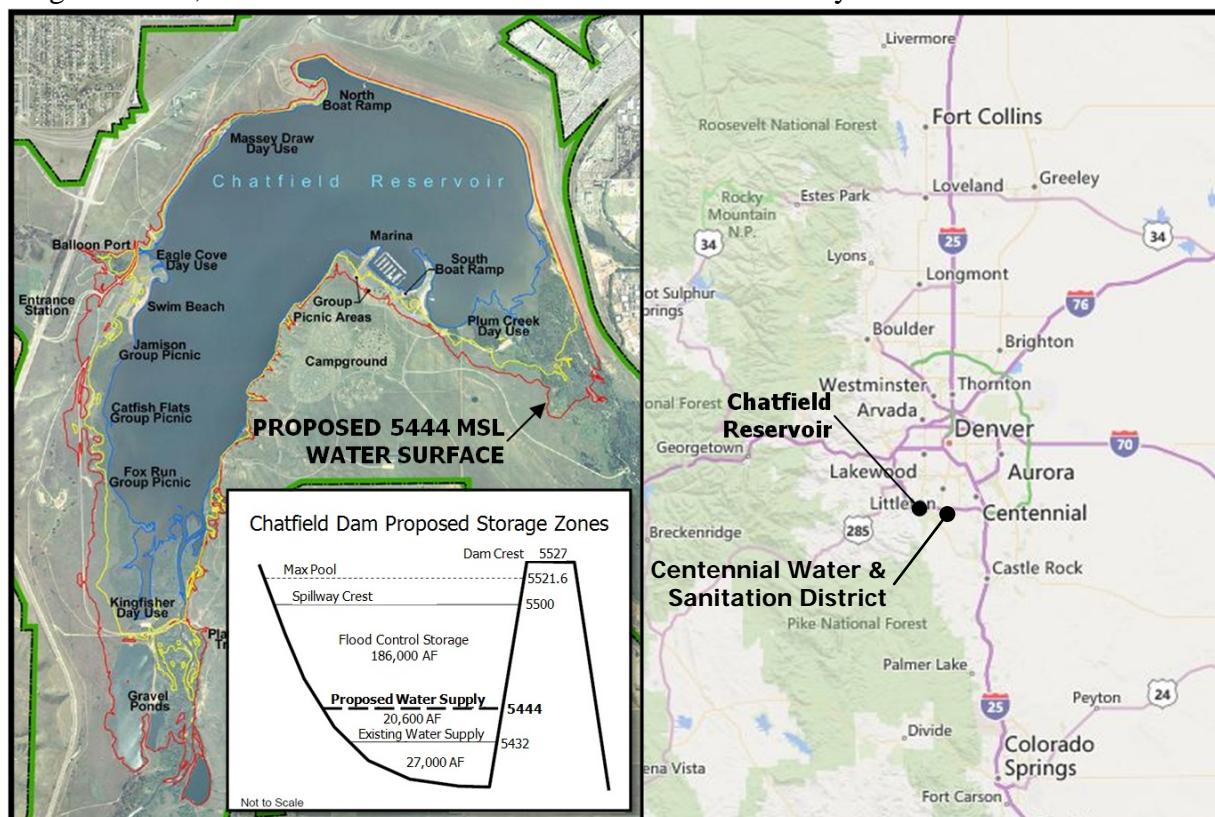 North
Boat Ramp
Massey Draw
Day Use
Chatfield Reservoir
Balloon Port
Eagle Cove
Day Use
Marina
South
Boat Ramp
Entrance
Station
Swim Beach
Group
Picnic Areas
Plum Creek
Day Use
Jamison
Group Picnic
Campground
Catfish Flats
Group Picnic
PROPOSED 5444 MSL
WATER SURFACE
Fox Run
Group Picnic
Kingfisher
Day Use
Gravel
Ponds
Chatfield Dam Proposed Storage Zones
Dam Crest 5527
Max Pool
5521.6
Spillway Crest
5500
Flood Control Storage
186,000 AF
Proposed Water Supply
5444
20,600 AF
Existing Water Supply
5432
27,000 AF
Not to Scale
Livermore
Fort Collins
Roosevelt National Forest
Loveland
Greeley
Estes Park
Rocky
Mountain
N.P.
34
25
34
Lyons
Longmont
76
Boulder
Brighton
Westminster
Thornton
Arvada
Chatfield
Reservoir
Denver
70
Georgetown
Lakewood
Aurora
Centennial
Breckenridge
285
Centennial Water &
Sanitation District
Castle Rock
Pike National Forest
Palmer Lake
Peyton
24
25
Divide
Colorado
Springs
Fort Carson